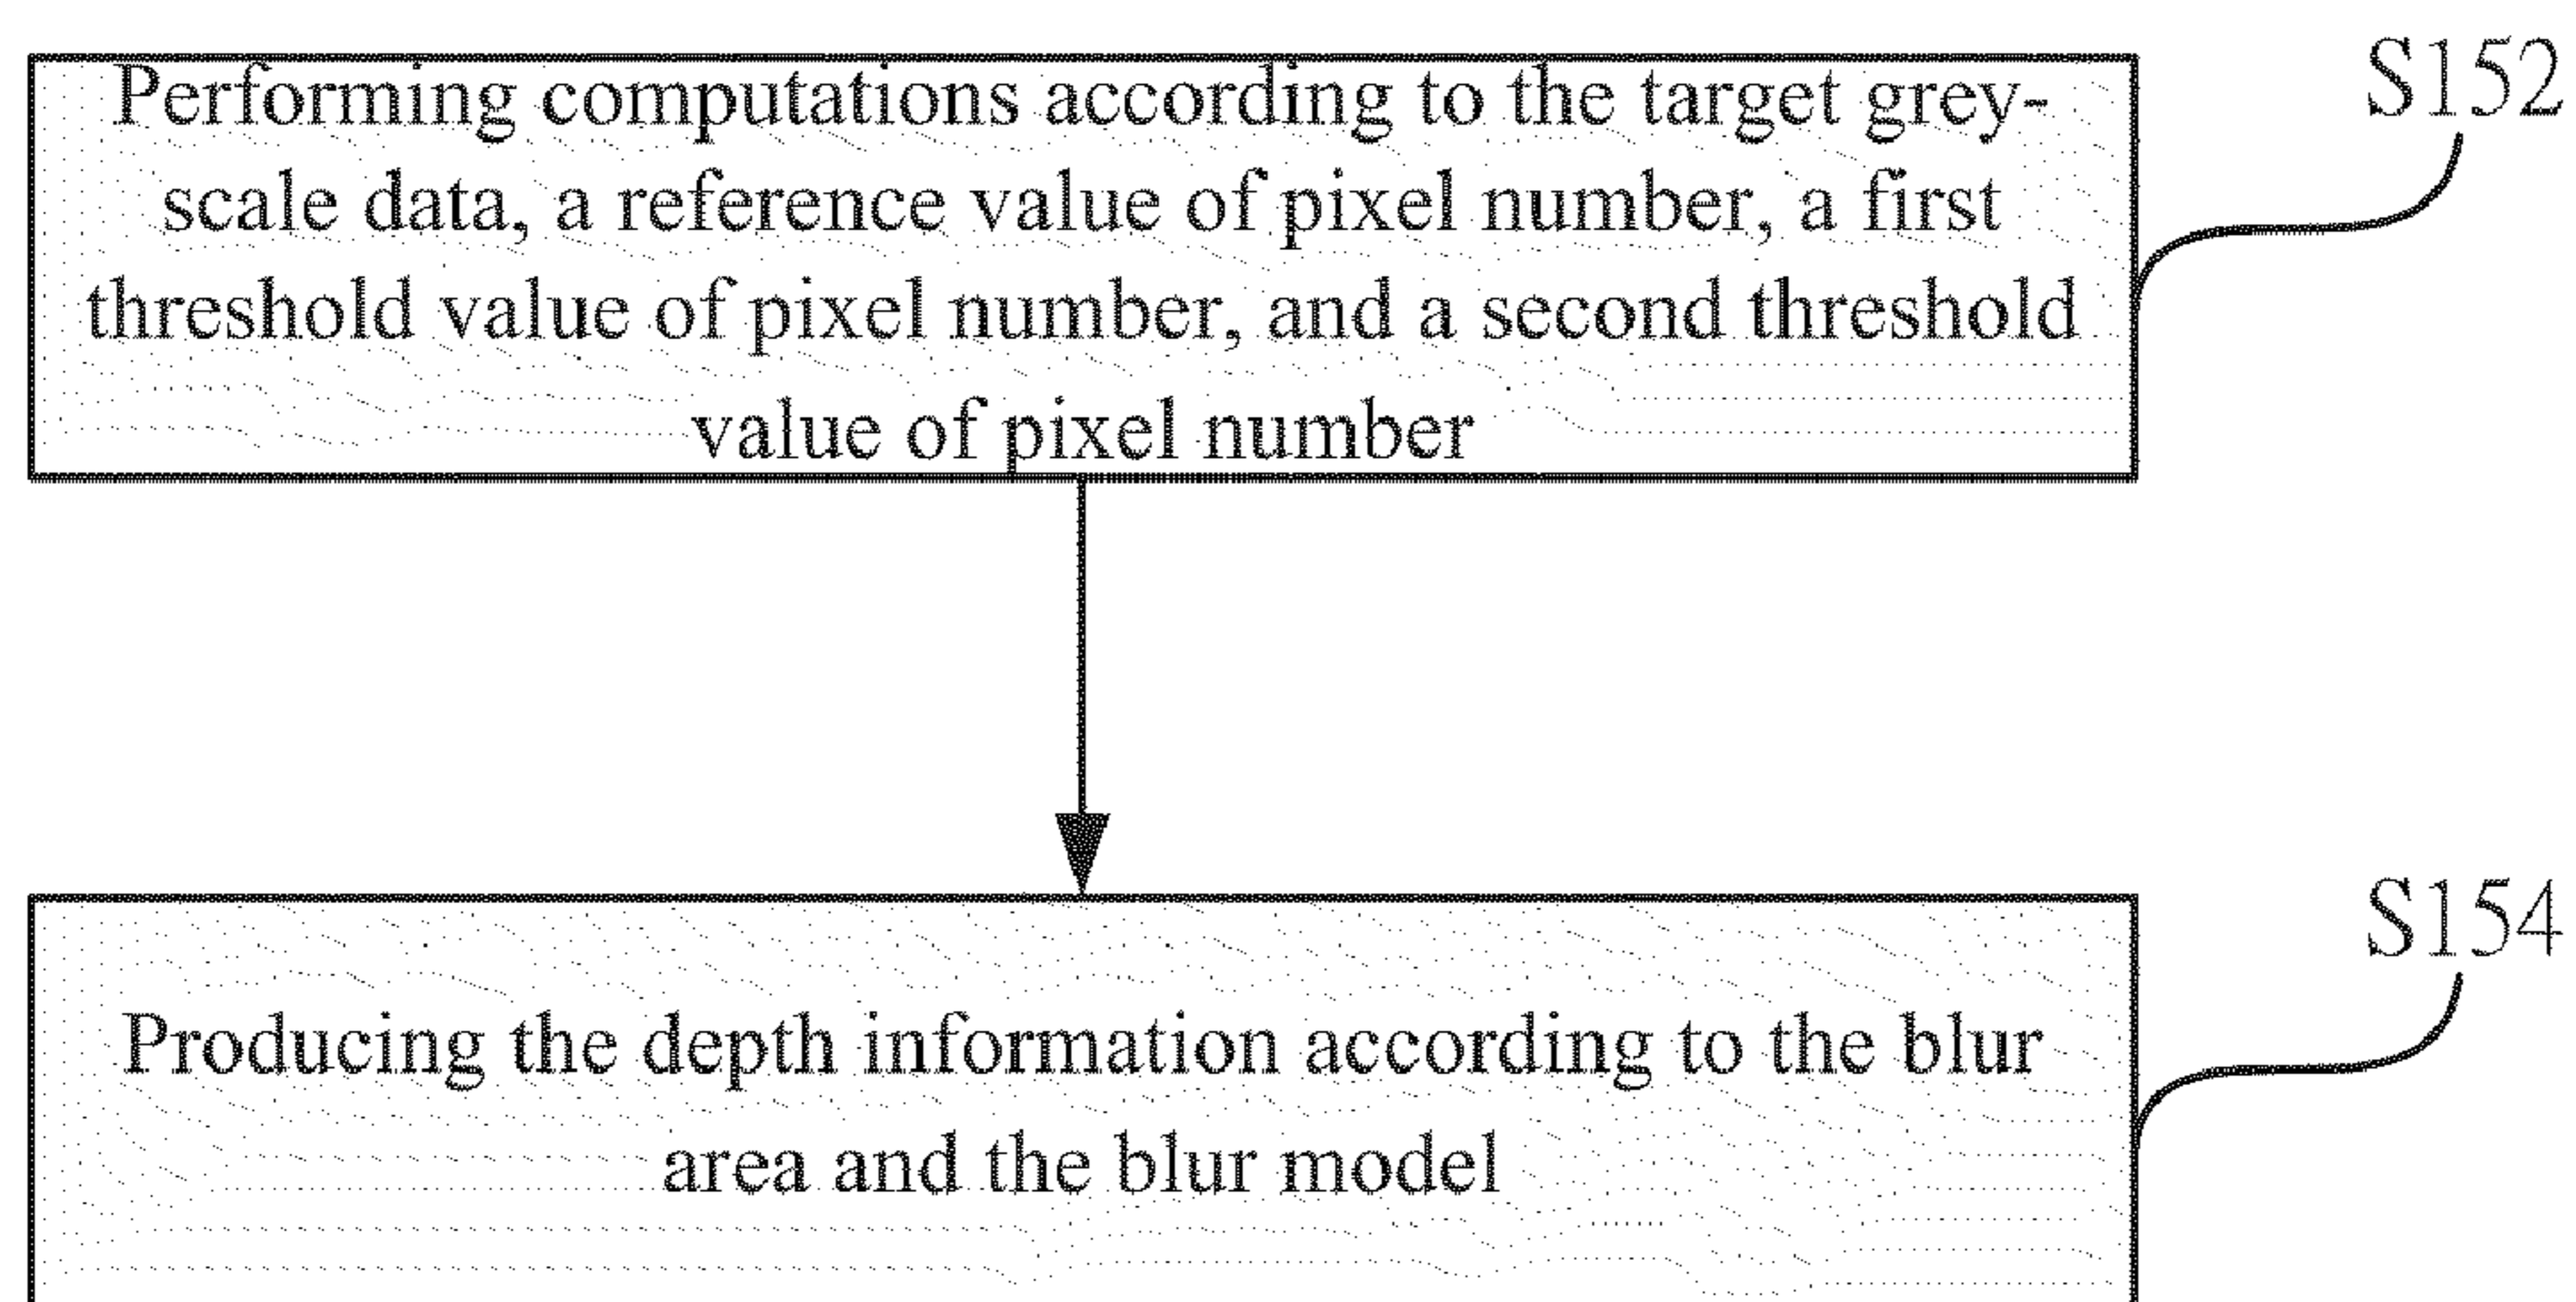 Performing computations according to the target grey-
scale data, a reference value of pixel number, a first
threshold value of pixel number, and a second threshold
value of pixel number
S152
Producing the depth information according to the blur
area and the blur model
S154